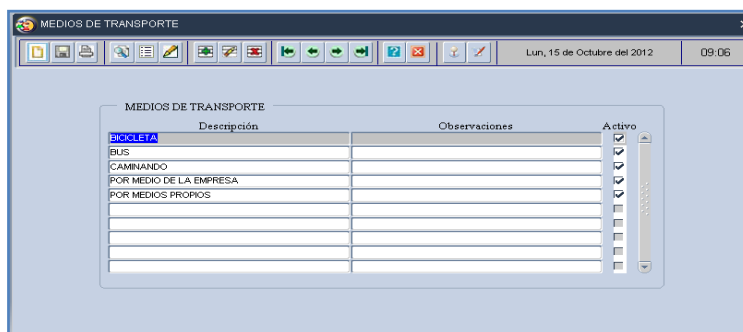 MEDIOS DE TRANSPORTE
Lun, 15 de Octubre del 2012 09:06
MEDIOS DE TRANSPORTE
Descripción Observaciones Activo
BICICLETA
BUS
CAMINANDO
POR MEDIO DE LA EMPRESA
POR MEDIOS PROPIOS